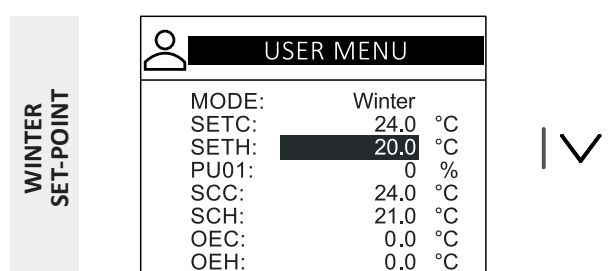 WINTER
SET-POINT
USER MENU
MODE: Winter
SETC: 24.0 °C
SETH: 20.0 °C
PU01: 0 %
SCC: 24.0 °C
SCH: 21.0 °C
OEC: 0.0 °C
OEH: 0.0 °C